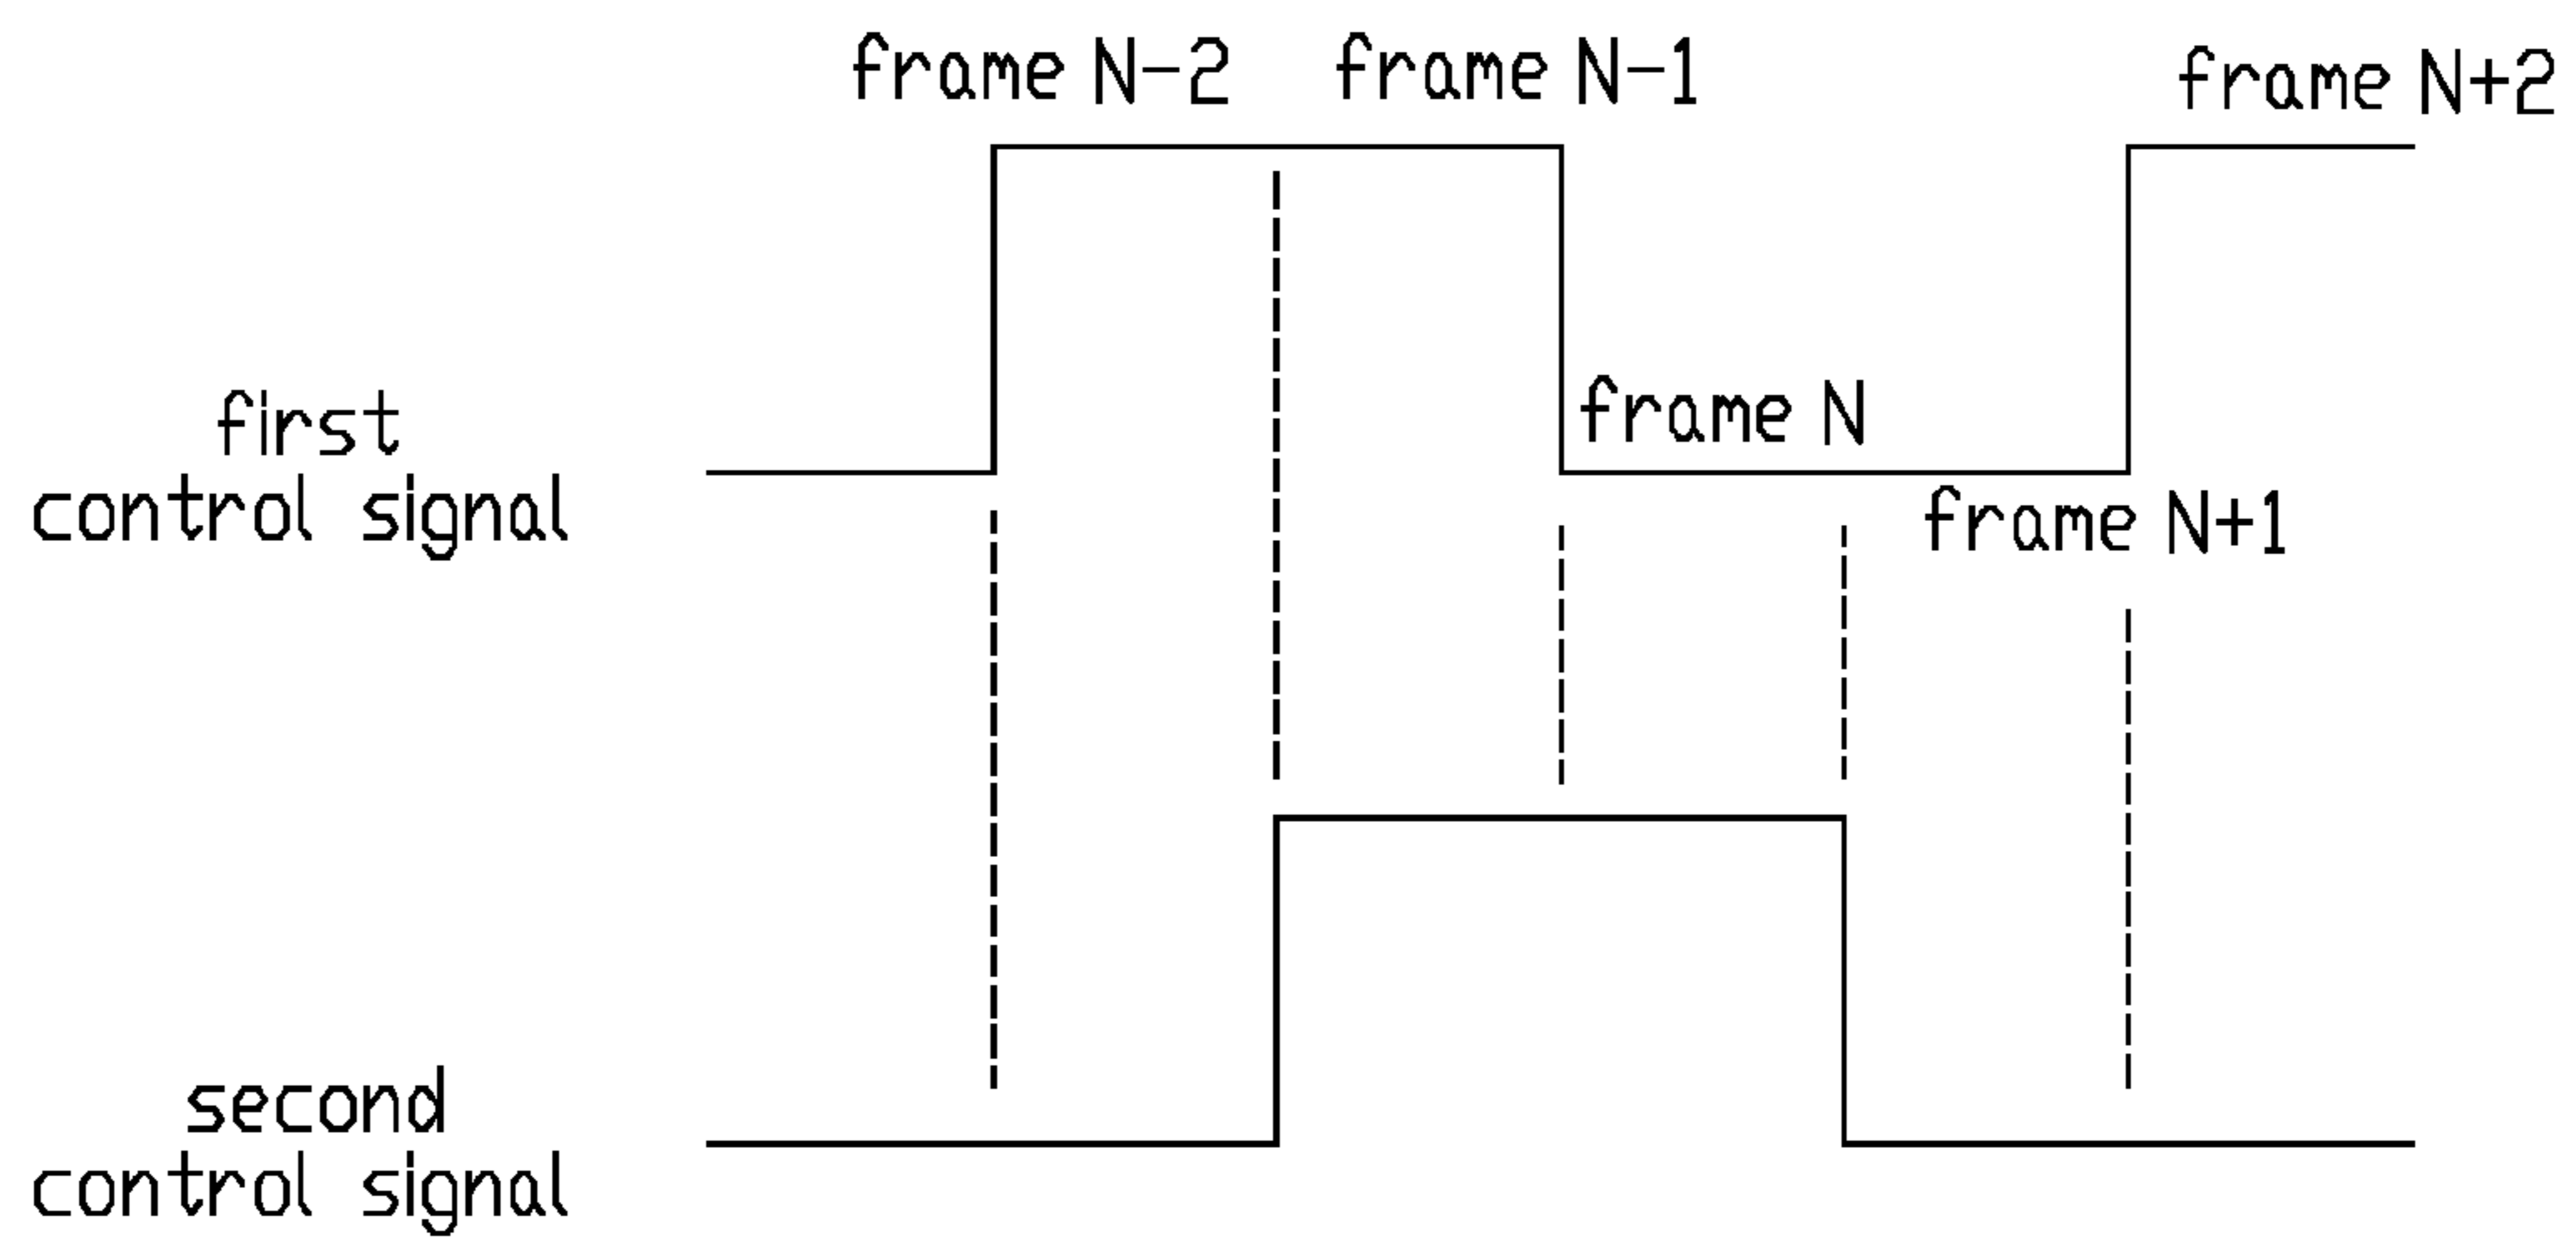 frame N-2
frame N-1
frame N+2
frame N
first
control signal
frame N+1
second
control signal